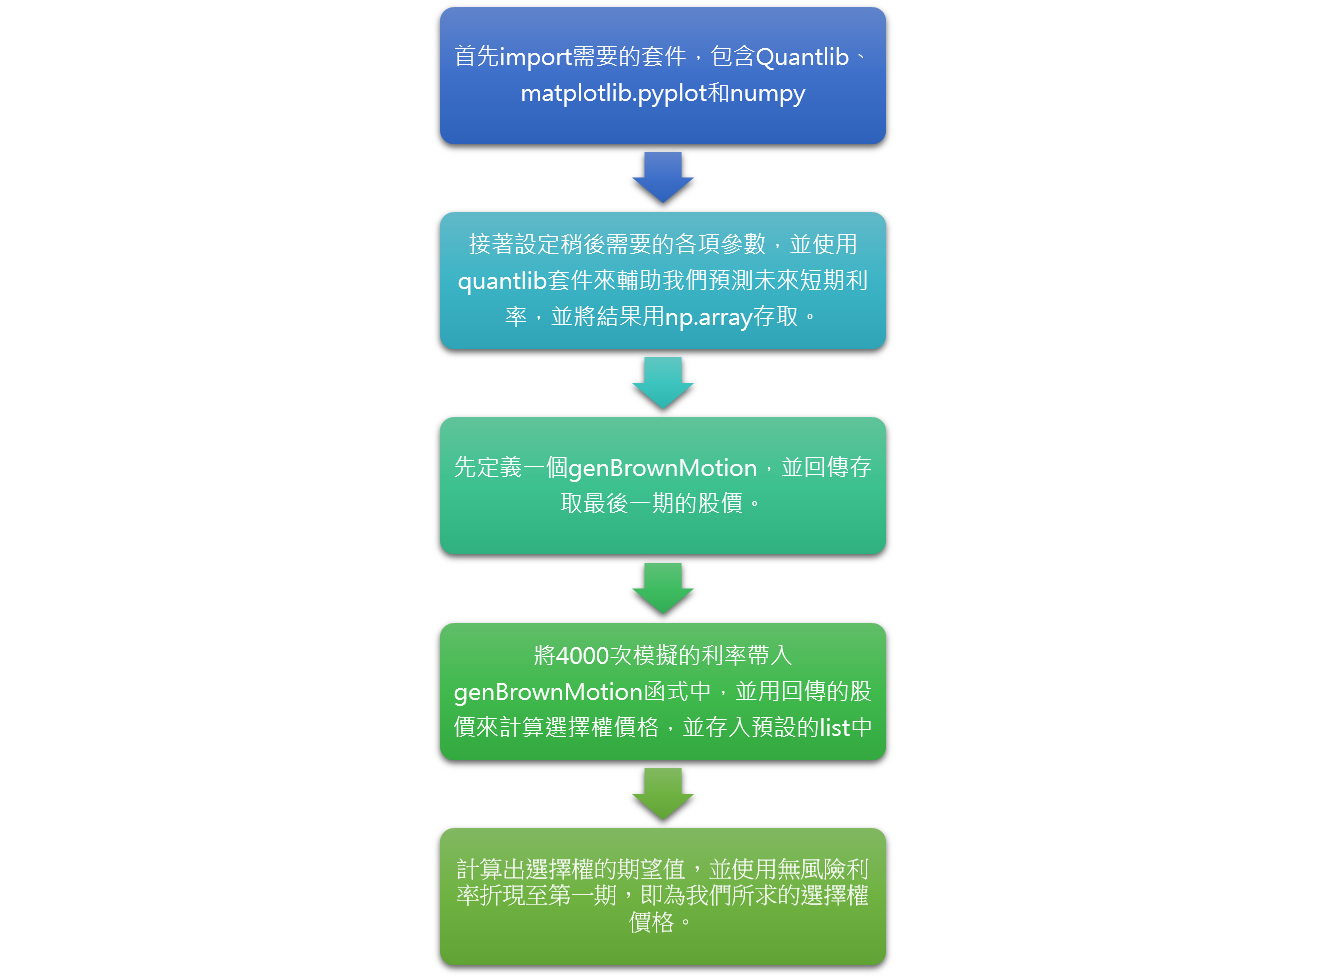 首先import需要的套件，包含Quantlib、
matplotlib.pyplot和numpy
接著設定稍後需要的各項參數，並使用
quantlib套件來輔助我們預測未來短期利
率，並將結果用np.array存取。
先定義一個genBrownMotion，並回傳存
取最後一期的股價。
將4000次模擬的利率帶入
genBrownMotion函式中，並用回傳的股
價來計算選擇權價格，並存入預設的list中
計算出選擇權的期望值，並使用無風險利
率折現至第一期，即為我們所求的選擇權
價格。